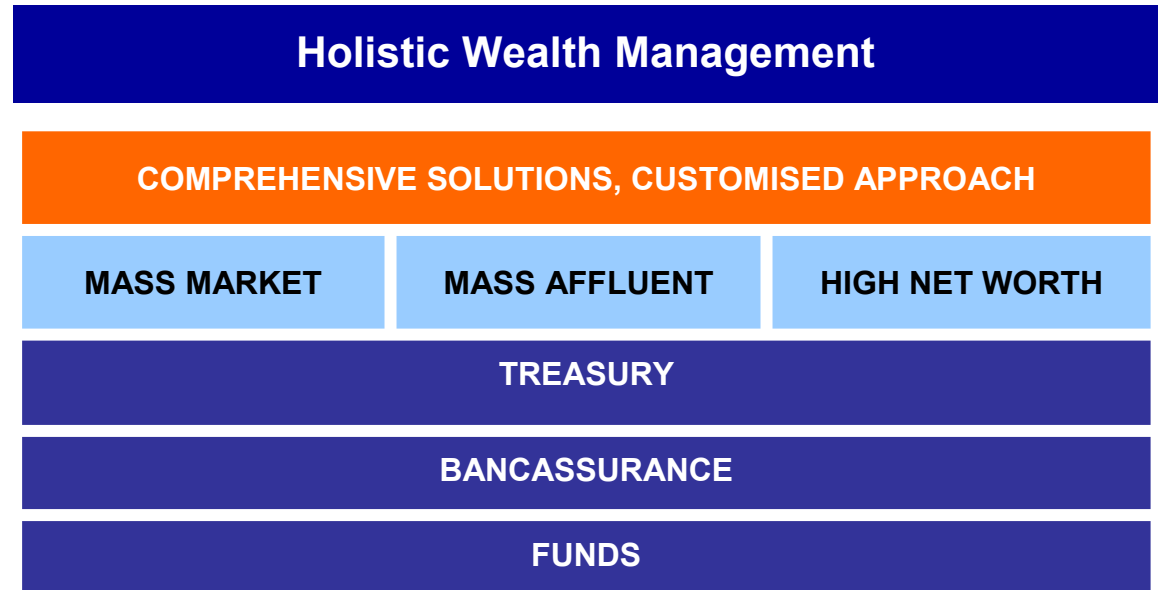 Holistic Wealth Management
COMPREHENSIVE SOLUTIONS, CUSTOMISED APPROACH
MASS MARKET
MASS AFFLUENT
HIGH NET WORTH
TREASURY
BANCASSURANCE
FUNDS